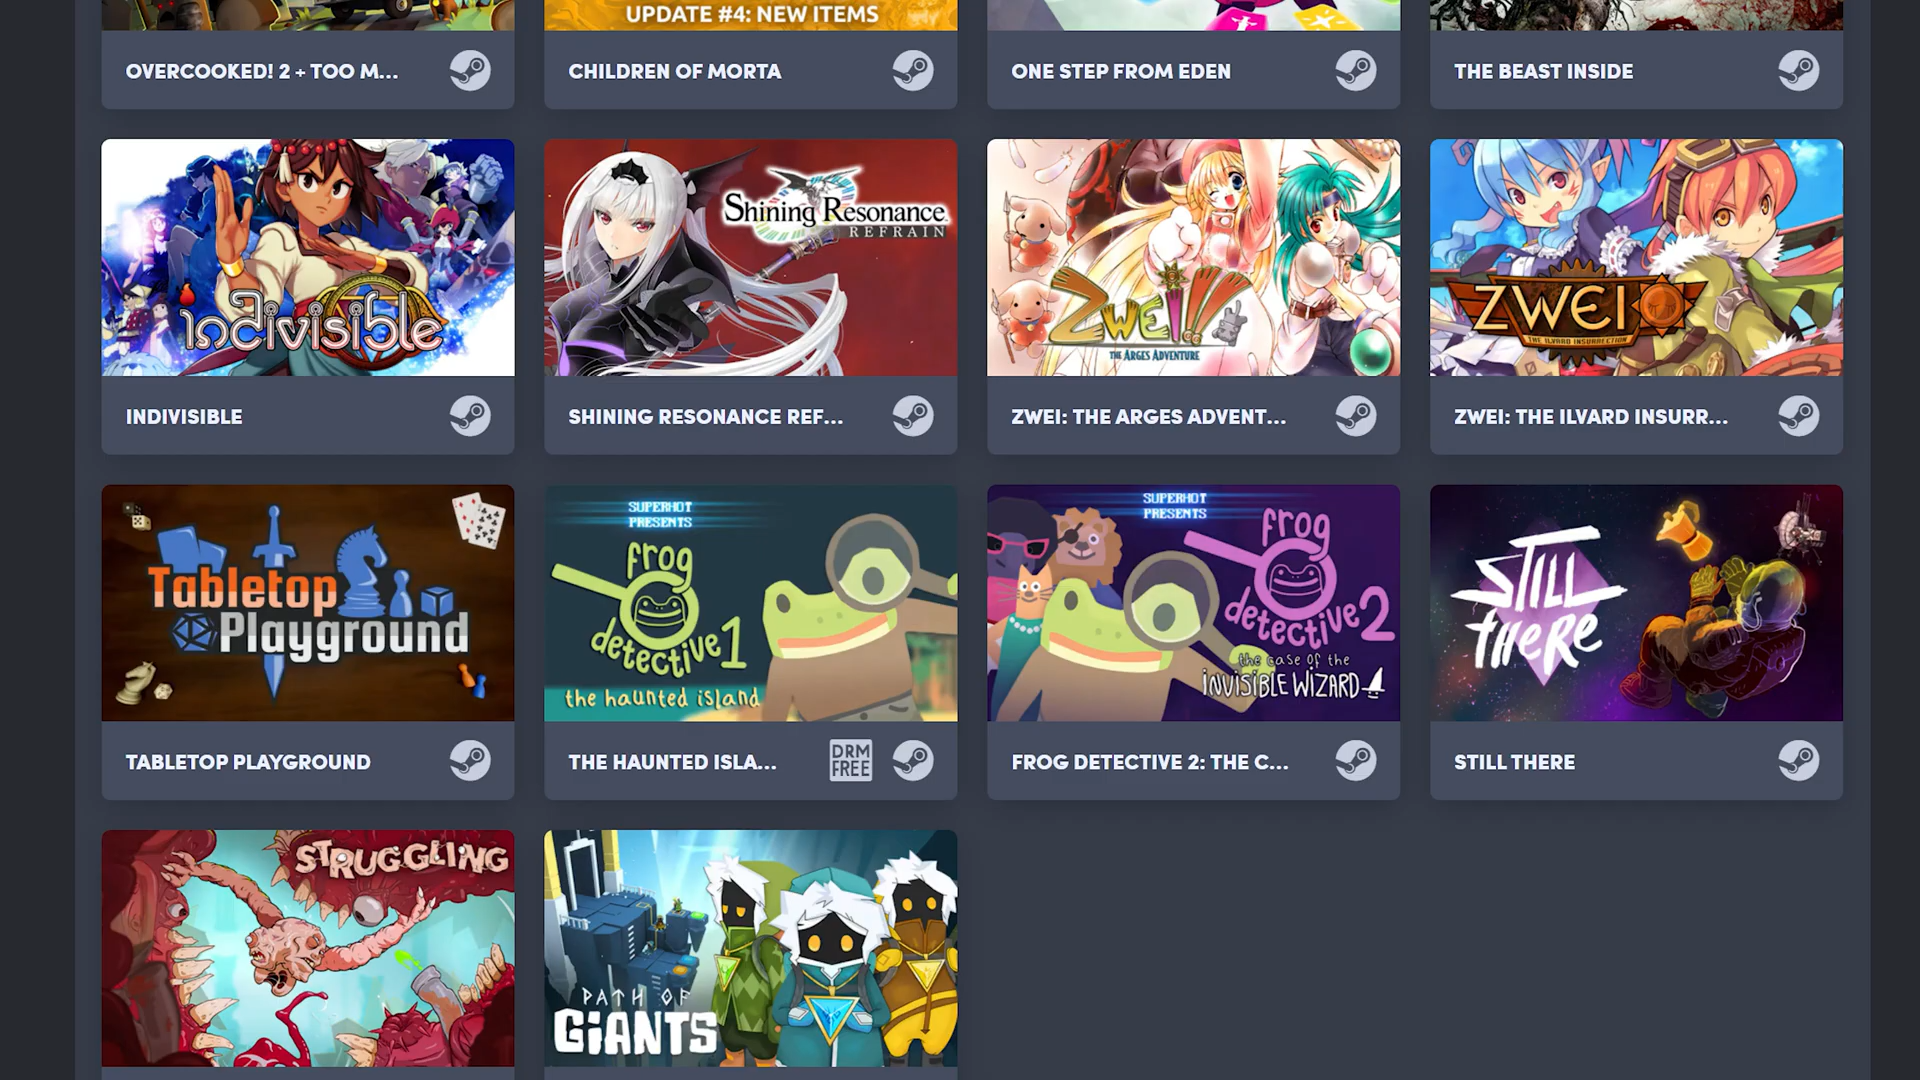 UPDATE #4: NEW ITEMS
OVERCOOKED! 2 + TOO M...
CHILDREN OF MORTA
ONE STEP FROM EDEN
THE BEAST INSIDE
indivisible
Shining Resonance
REFRAIN
Zwei!!
THE ARGES ADVENTURE
ZWEI
THE ILVARD INSURRECTION
INDIVISIBLE
SHINING RESONANCE REF...
ZWEI: THE ARGES ADVENT...
ZWEI: THE ILVARD INSURR...
Tabletop
Playground
SUPERHOT
PRESENTS
frog
detective 1
the haunted island
SUPERHOT
PRESENTS
frog
detective 2
the case of the
INVISIBLE WIZARD
STILL
THERE
TABLETOP PLAYGROUND
THE HAUNTED ISLA...
DRM
FREE
FROG DETECTIVE 2: THE C...
STILL THERE
STRUGGLING
PATH OF
GIANTS